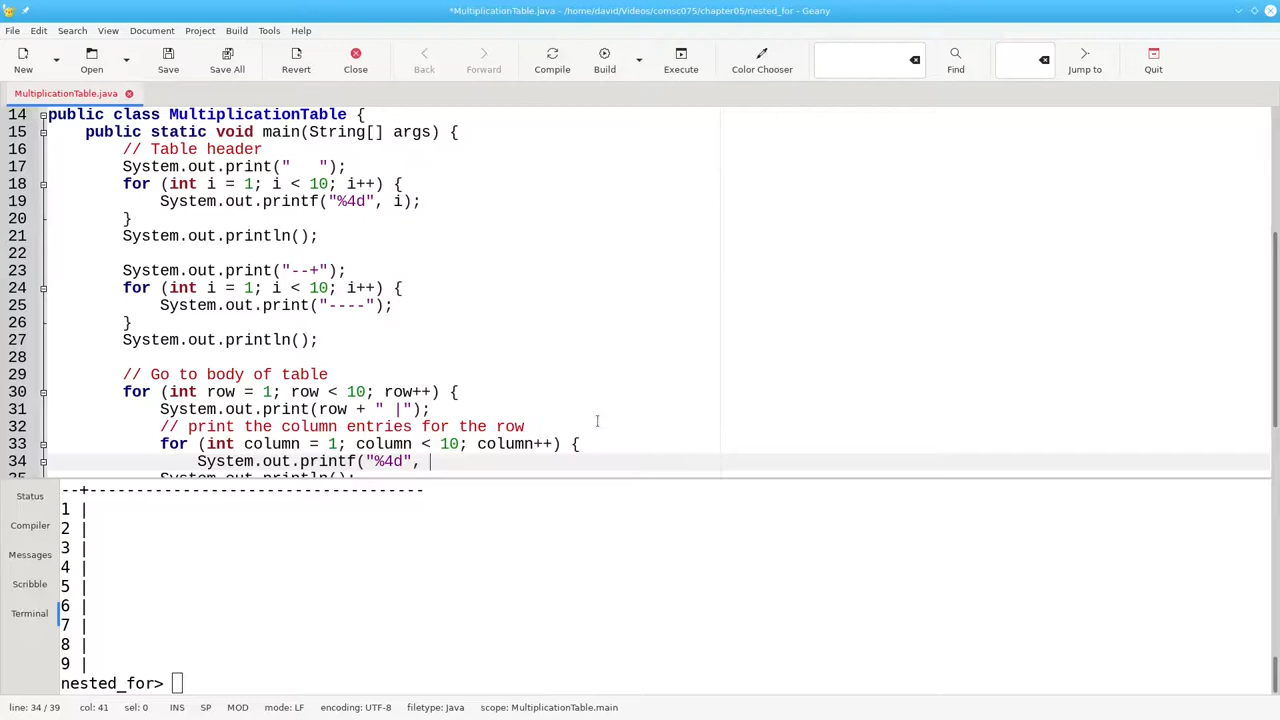 *MultiplicationTable.java - /home/david/Videos/comsc075/chapter05/nested_for - Geany
File Edit Search View Document Project Build Tools Help
New Open Save Save All Revert Close Back Forward Compile Build Execute Color Chooser Find Jump to Quit
MultiplicationTable.java
14 public class MultiplicationTable {
15     public static void main(String[] args) {
16         // Table header
17         System.out.print("   ");
18         for (int i = 1; i < 10; i++) {
19             System.out.printf("%4d", i);
20         }
21         System.out.println();
22
23         System.out.print("--+");
24         for (int i = 1; i < 10; i++) {
25             System.out.print("----");
26         }
27         System.out.println();
28
29         // Go to body of table
30         for (int row = 1; row < 10; row++) {
31             System.out.print(row + " |");
32             // print the column entries for the row
33             for (int column = 1; column < 10; column++) {
34                 System.out.printf("%4d", 
35             System.out.println();
Status
Compiler
Messages
Scribble
Terminal
--+------------------------------------
1 |
2 |
3 |
4 |
5 |
6 |
7 |
8 |
9 |
nested_for>
line: 34 / 39 col: 41 sel: 0 INS SP MOD mode: LF encoding: UTF-8 filetype: Java scope: MultiplicationTable.main